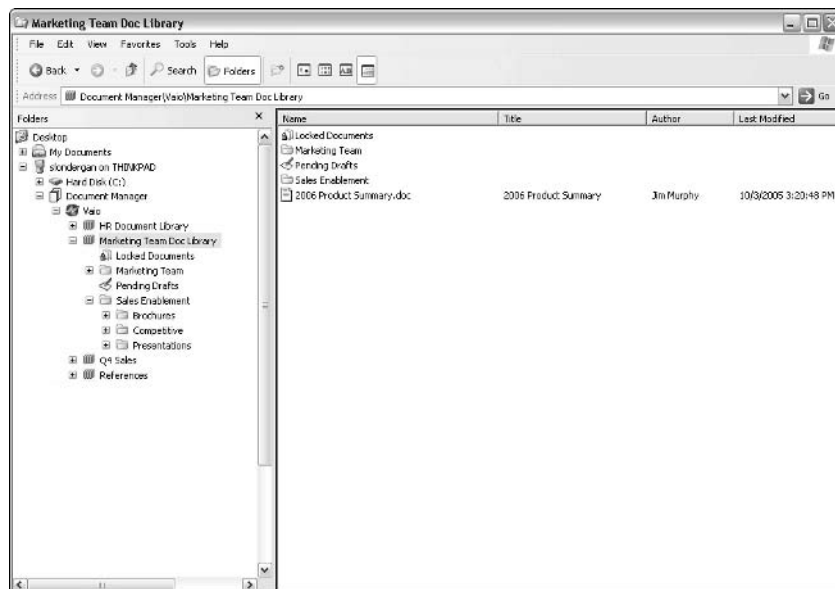 Marketing Team Doc Library
File Edit View Favorites Tools Help
Back Search Folders
Address Document Manager\Vaio\Marketing Team Doc Library Go
Folders
Desktop
My Documents
slondergan on THINKPAD
Hard Disk (C:)
Document Manager
Vaio
HR Document Library
Marketing Team Doc Library
Locked Documents
Marketing Team
Pending Drafts
Sales Enablement
Brochures
Competitive
Presentations
Q4 Sales
References
Name Title Author Last Modified
Locked Documents
Marketing Team
Pending Drafts
Sales Enablement
2006 Product Summary.doc 2006 Product Summary Jim Murphy 10/3/2005 3:20:48 PM